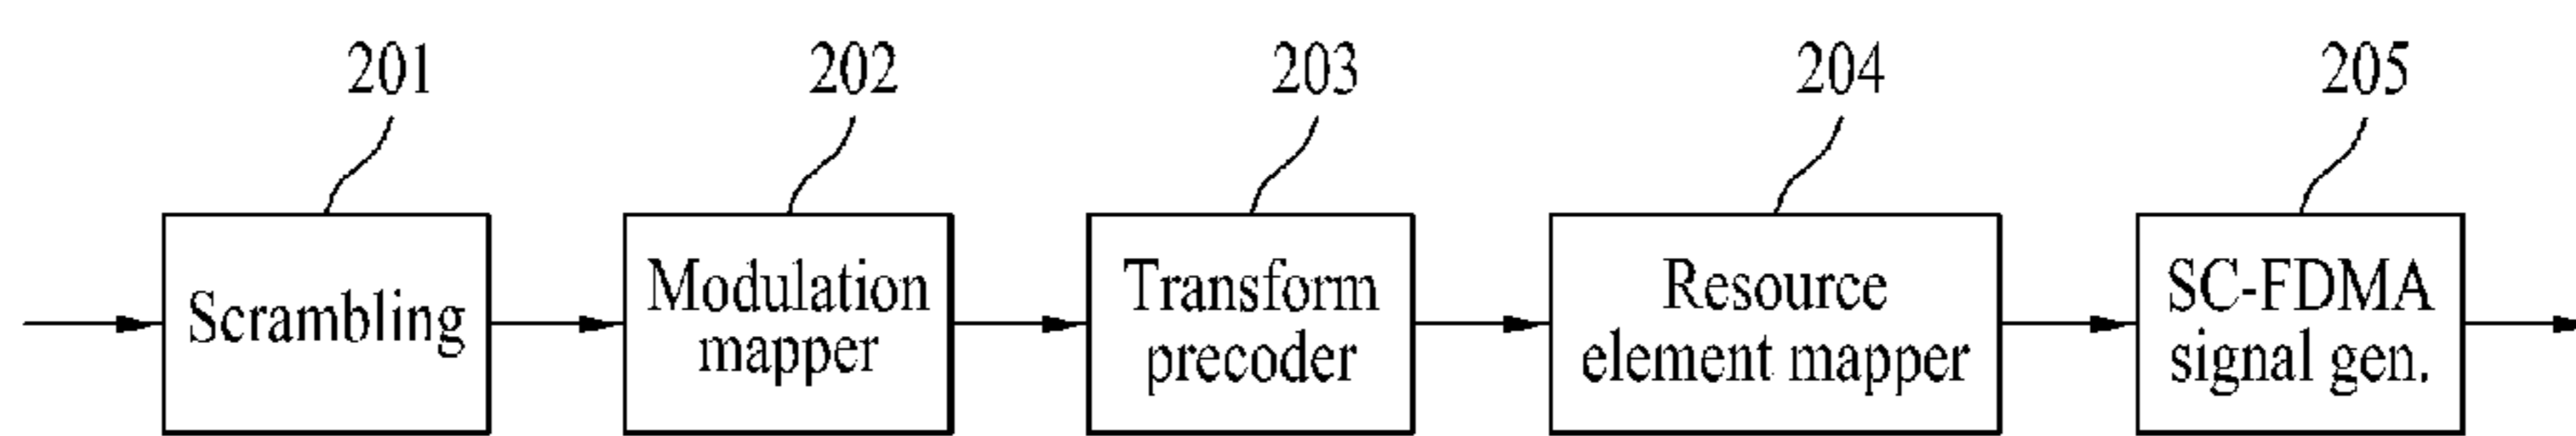 201
202
203
204
205
Scrambling
Modulation
mapper
Transform
precoder
Resource
element mapper
SC-FDMA
signal gen.